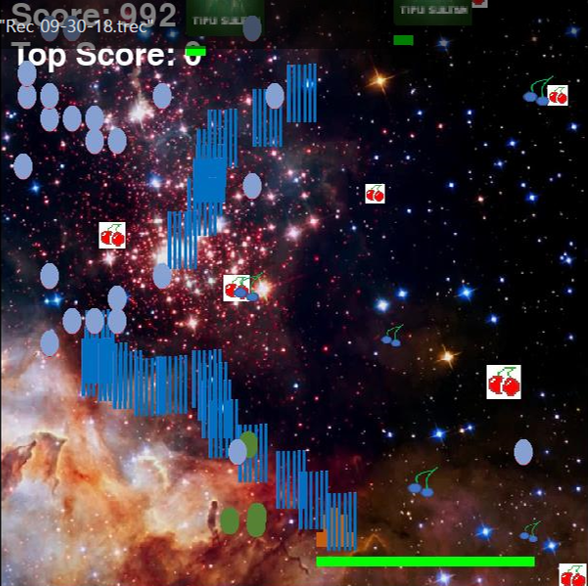 Score: 992
"Rec 09-30-18.trec"
Top Score: 0
TIPU SULTAN
TIPU SULTAN